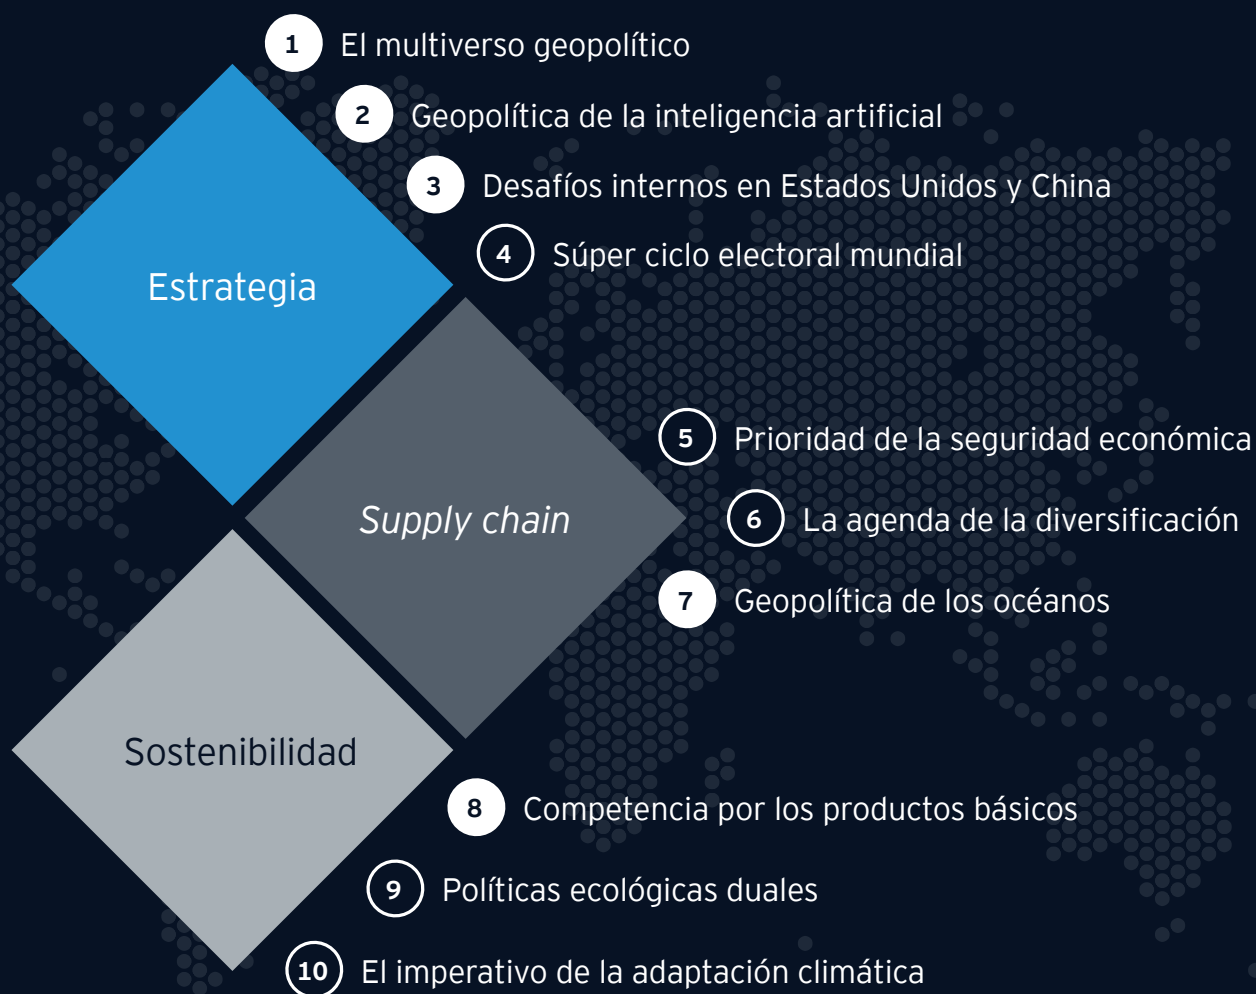 1 El multiverso geopolítico
2 Geopolítica de la inteligencia artificial
3 Desafíos internos en Estados Unidos y China
4 Súper ciclo electoral mundial
Estrategia
5 Prioridad de la seguridad económica
6 La agenda de la diversificación
Supply chain
7 Geopolítica de los océanos
Sostenibilidad
8 Competencia por los productos básicos
9 Políticas ecológicas duales
10 El imperativo de la adaptación climática